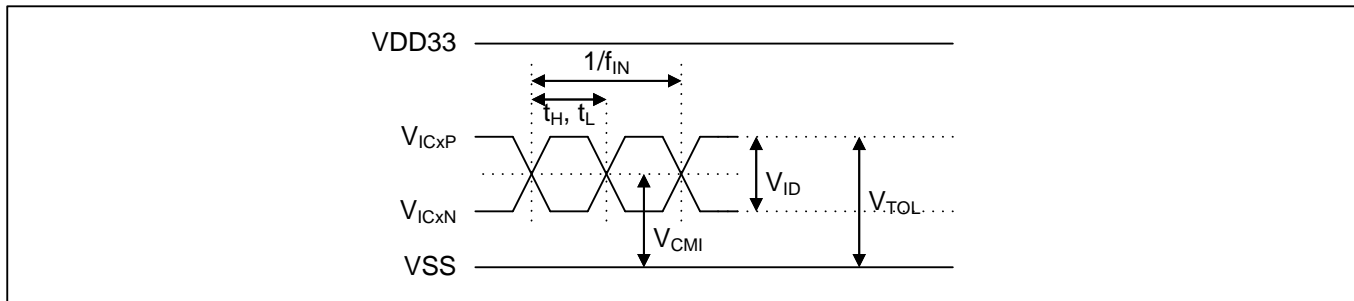 VDD33
1/fIN
tH, tL
VICxP
VID
VTOL
VICxN
VCMI
VSS